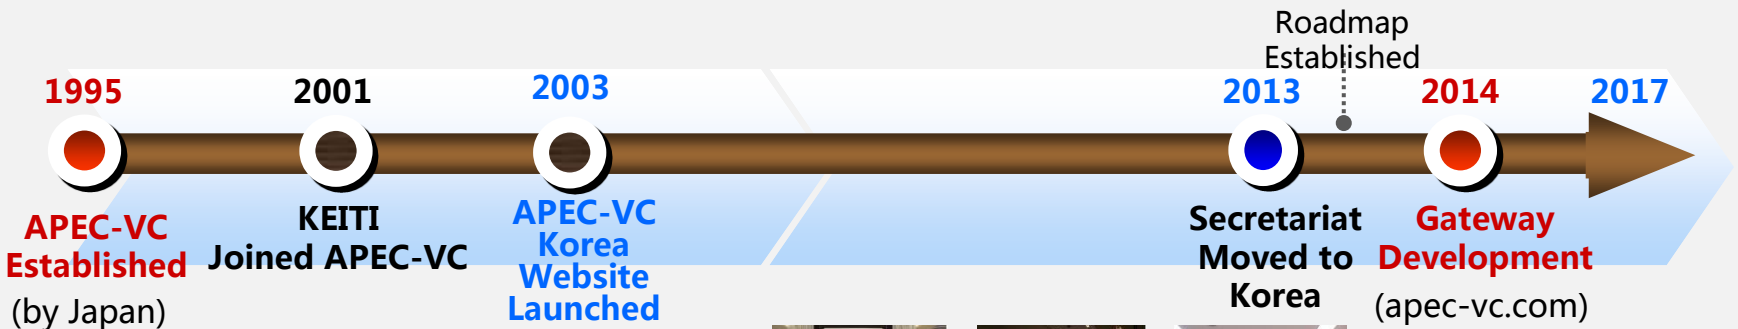 Roadmap
Established
1995
2001
2003
2013
2014
2017
APEC-VC
Established
(by Japan)
KEITI
Joined APEC-VC
APEC-VC
Korea
Website
Launched
Secretariat
Moved to
Korea
Gateway
Development
(apec-vc.com)